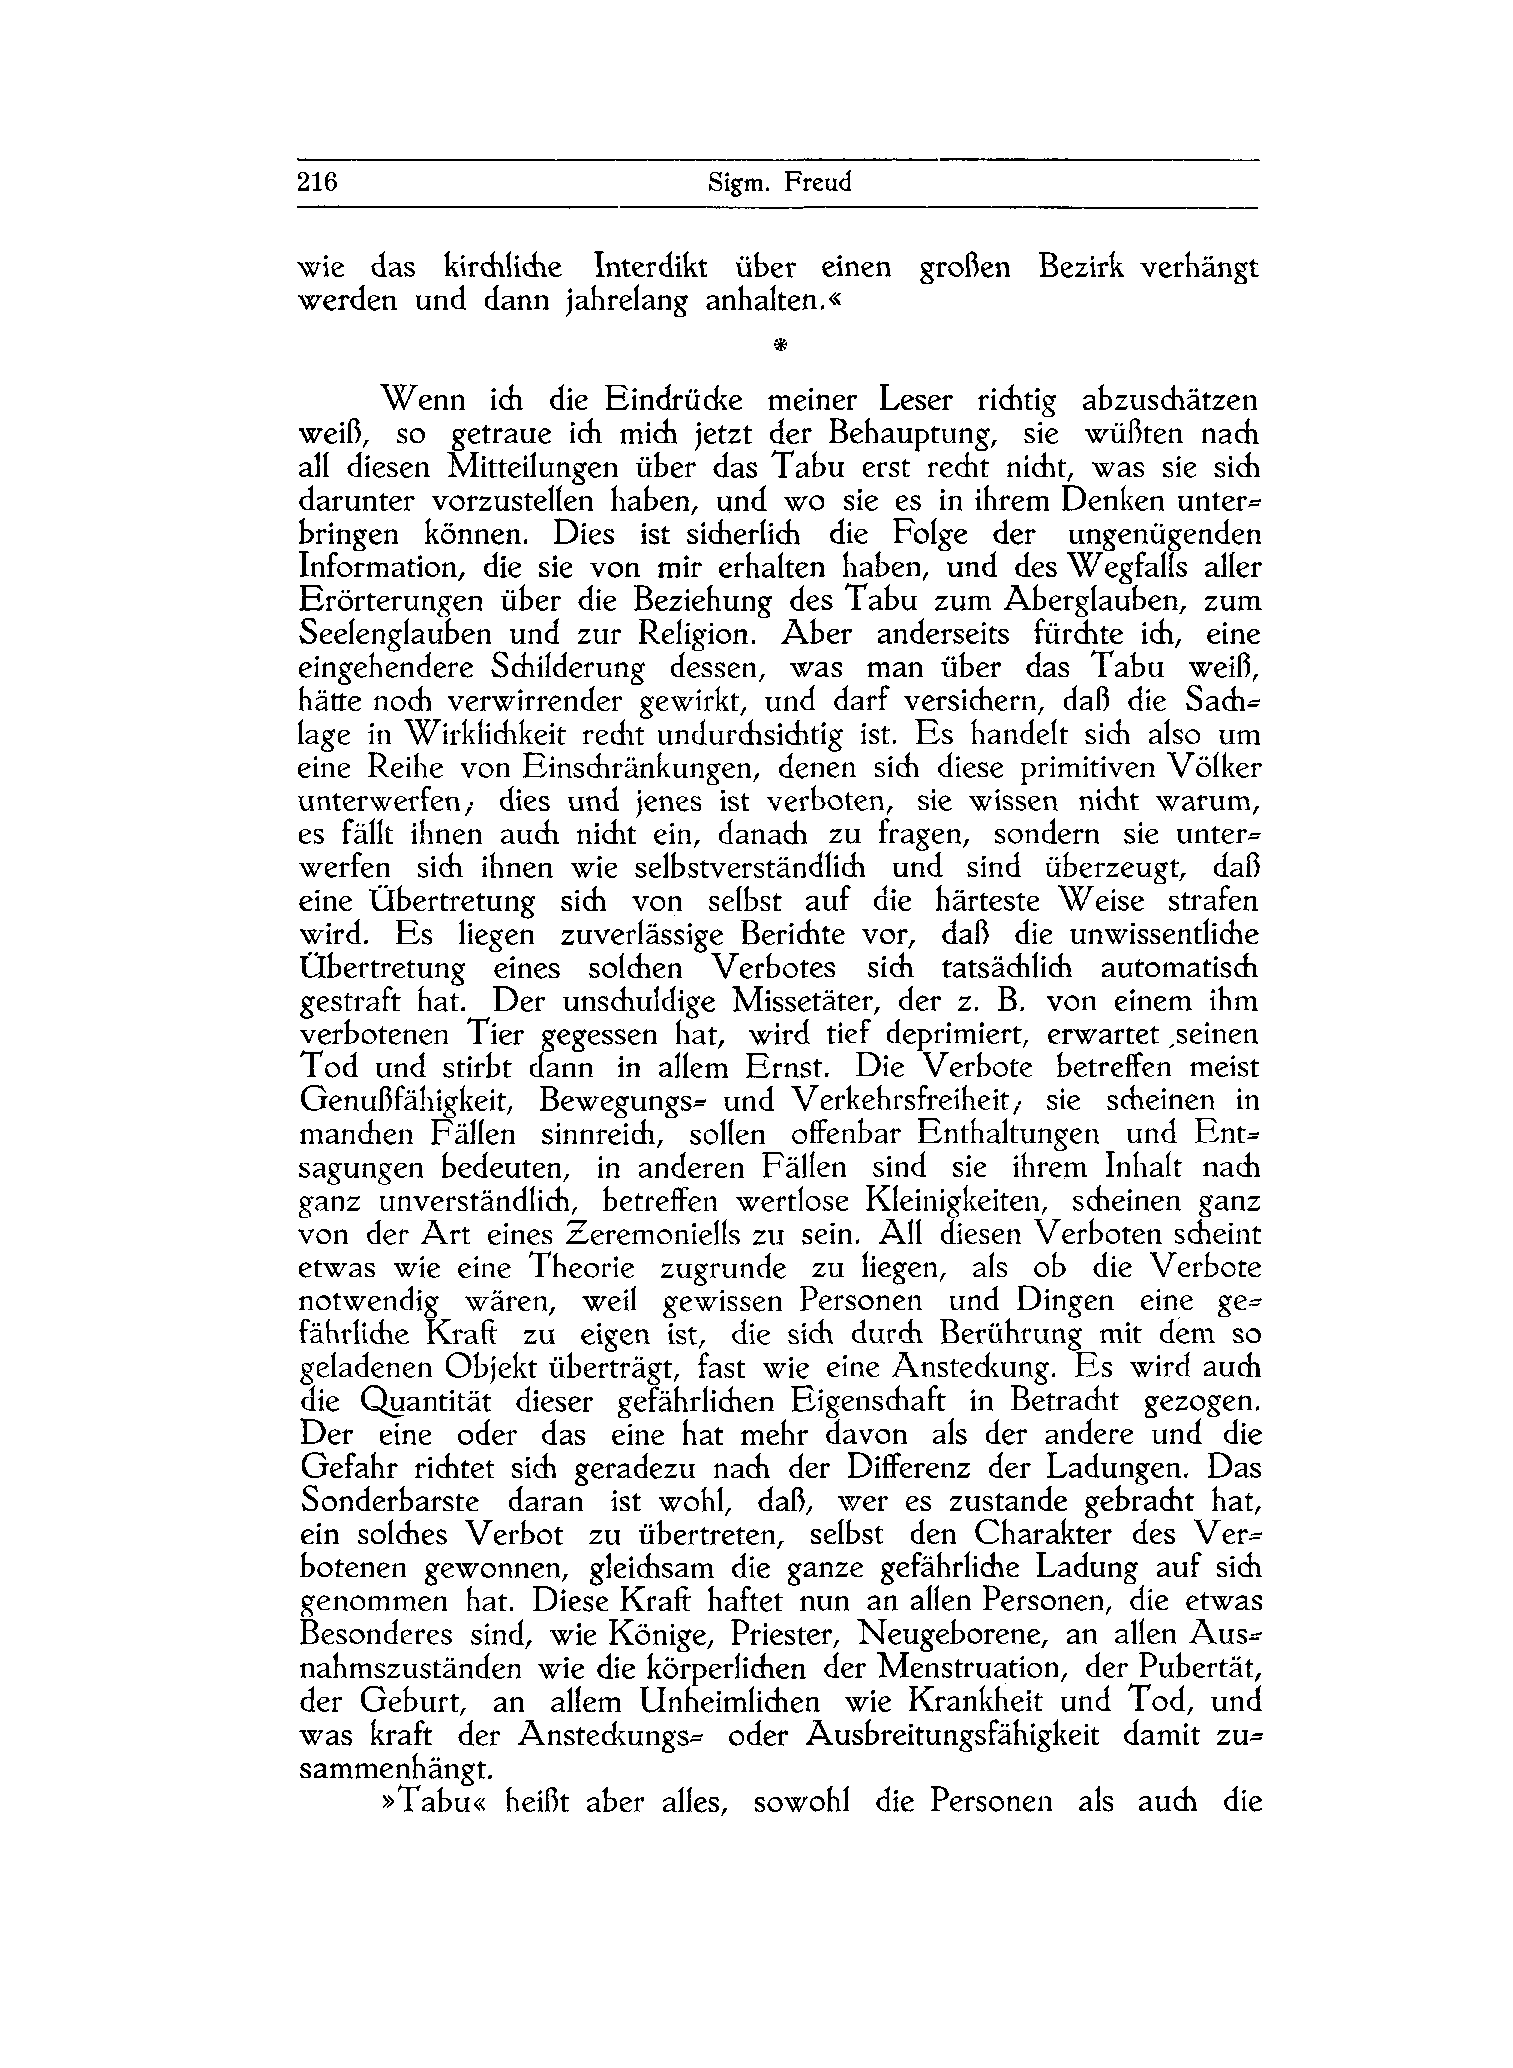 216 Sigm. Freud
wie das kirchliche Interdikt über einen großen Bezirk verhängt
werden und dann jahrelang anhalten.«
*
Wenn ich die Eindrücke meiner Leser richtig abzuschätzen
weiß, so getraue ich mich jetzt der Behauptung, sie wüßten nach
all diesen Mitteilungen über das Tabu erst recht nicht, was sie sich
darunter vorzustellen haben, und wo sie es in ihrem Denken unter-
bringen können. Dies ist sicherlich die Folge der ungenügenden
Information, die sie von mir erhalten haben, und des Wegfalls aller
Erörterungen über die Beziehung des Tabu zum Aberglauben, zum
Seelenglauben und zur Religion. Aber anderseits fürchte ich, eine
eingehendere Schilderung dessen, was man über das Tabu weiß,
hätte noch verwirrender gewirkt, und darf versichern, daß die Sach-
lage in Wirklichkeit recht undurchsichtig ist. Es handelt sich also um
eine Reihe von Einschränkungen, denen sich diese primitiven Völker
unterwerfen; dies und jenes ist verboten, sie wissen nicht warum,
es fällt ihnen auch nicht ein, danach zu fragen, sondern sie unter-
werfen sich ihnen wie selbstverständlich und sind überzeugt, daß
eine Übertretung sich von selbst auf die härteste Weise strafen
wird. Es liegen zuverlässige Berichte vor, daß die unwissentliche
Übertretung eines solchen Verbotes sich tatsächlich automatisch
gestraft hat. Der unschuldige Missetäter, der z. B. von einem ihm
verbotenen Tier gegessen hat, wird tief deprimiert, erwartet seinen
Tod und stirbt dann in allem Ernst. Die Verbote betreffen meist
Genußfähigkeit, Bewegungs- und Verkehrsfreiheit; sie scheinen in
manchen Fällen sinnreich, sollen offenbar Enthaltungen und Ent-
sagungen bedeuten, in anderen Fällen sind sie ihrem Inhalt nach
ganz unverständlich, betreffen wertlose Kleinigkeiten, scheinen ganz
von der Art eines Zeremoniells zu sein. All diesen Verboten scheint
etwas wie eine Theorie zugrunde zu liegen, als ob die Verbote
notwendig wären, weil gewissen Personen und Dingen eine ge-
fährliche Kraft zu eigen ist, die sich durch Berührung mit dem so
geladenen Objekt überträgt, fast wie eine Ansteckung. Es wird auch
die Quantität dieser gefährlichen Eigenschaft in Betracht gezogen.
Der eine oder das eine hat mehr davon als der andere und die
Gefahr richtet sich geradezu nach der Differenz der Ladungen. Das
Sonderbarste daran ist wohl, daß, wer es zustande gebracht hat,
ein solches Verbot zu übertreten, selbst den Charakter des Ver-
botenen gewonnen, gleichsam die ganze gefährliche Ladung auf sich
genommen hat. Diese Kraft haftet nun an allen Personen, die etwas
Besonderes sind, wie Könige, Priester, Neugeborene, an allen Aus-
nahmszuständen wie die körperlichen der Menstruation, der Pubertät,
der Geburt, an allem Unheimlichen wie Krankheit und Tod, und
was kraft der Ansteckungs- oder Ausbreitungsfähigkeit damit zu-
sammenhängt.
»Tabu« heißt aber alles, sowohl die Personen als auch die